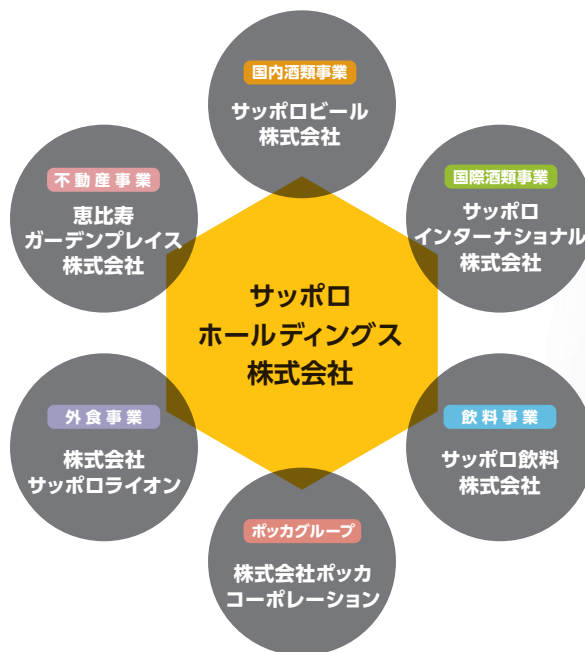 国内酒類事業
サッポロビール
株式会社
不動産事業
恵比寿
ガーデンプレイス
株式会社
国際酒類事業
サッポロ
インターナショナル
株式会社
サッポロ
ホールディングス
株式会社
外食事業
株式会社
サッポロライオン
飲料事業
サッポロ飲料
株式会社
ポッカグループ
株式会社ポッカ
コーポレーション